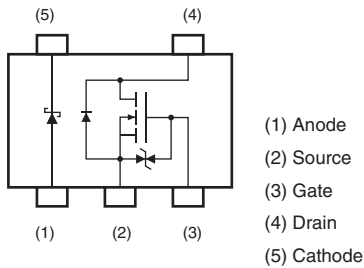 (5) (4)
(1) (2) (3)
(1) Anode
(2) Source
(3) Gate
(4) Drain
(5) Cathode